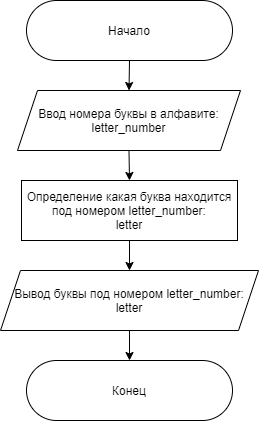 Начало
Ввод номера буквы в алфавите:
letter_number
Определение какая буква находится
под номером letter_number:
letter
Вывод буквы под номером letter_number:
letter
Конец